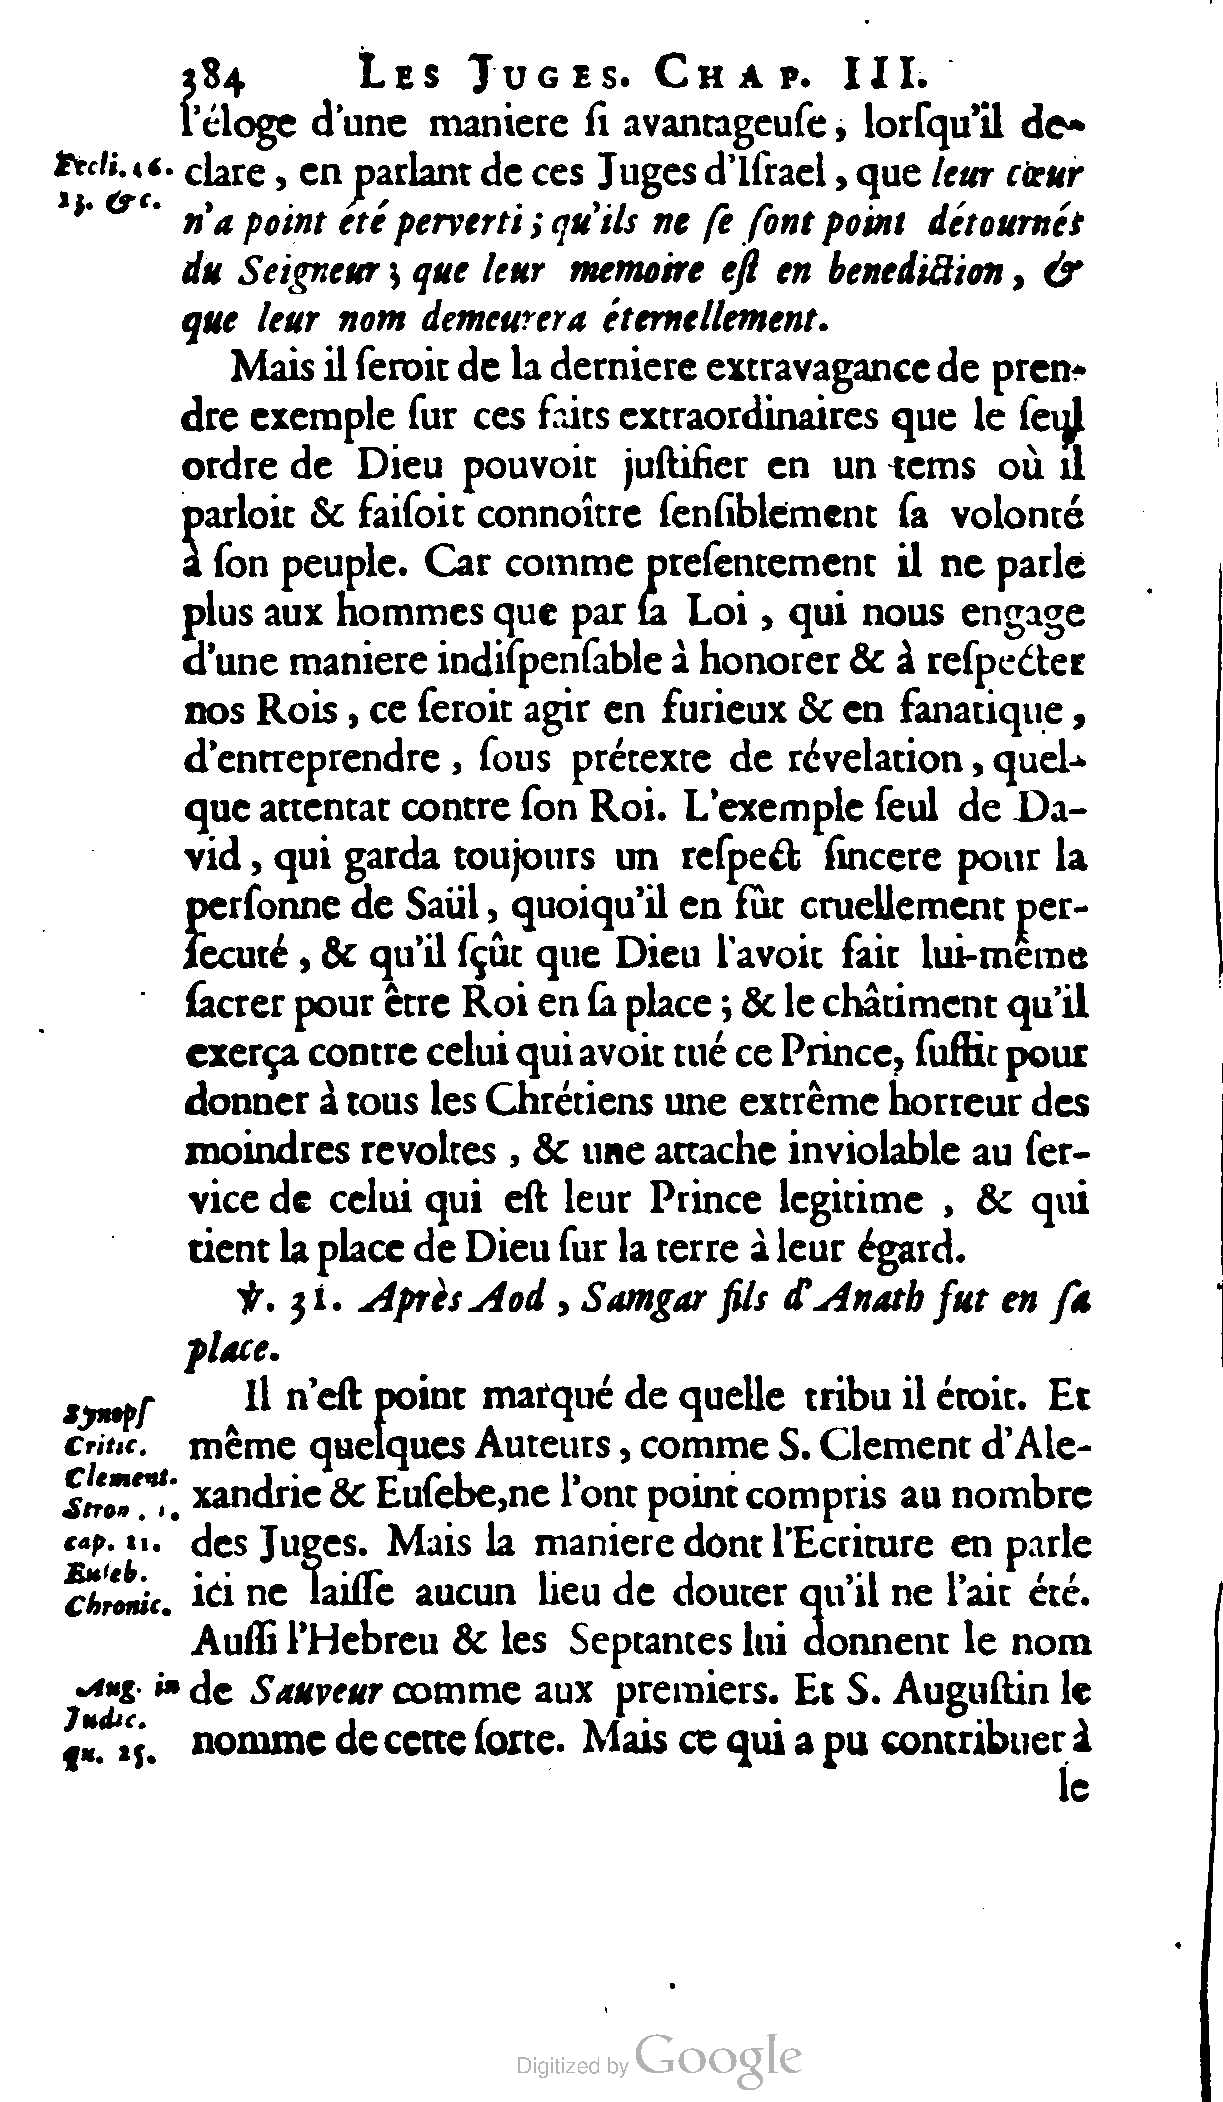 384 LES JUGES. CHAP. III.
l'éloge d'une maniere ſi avantageuſe, lorſqu'il de-
Eccli. 46. clare, en parlant de ces Juges d'Iſrael, que leur cœur
13. &c. n'a point été perverti; qu'ils ne ſe ſont point détournés
du Seigneur; que leur memoire eſt en benediction, &
que leur nom demeurera éternellement.
Mais il ſeroit de la derniere extravagance de pren-
dre exemple ſur ces faits extraordinaires que le ſeul
ordre de Dieu pouvoit juſtifier en un tems où il
parloit & faiſoit connoître ſenſiblement ſa volonté
à ſon peuple. Car comme preſentement il ne parle
plus aux hommes que par ſa Loi, qui nous engage
d'une maniere indiſpenſable à honorer & à reſpecter
nos Rois, ce ſeroit agir en furieux & en fanatique,
d'entreprendre, ſous prétexte de révelation, quel-
que attentat contre ſon Roi. L'exemple ſeul de Da-
vid, qui garda toujours un reſpect ſincere pour la
perſonne de Saül, quoiqu'il en fût cruellement per-
ſecuté, & qu'il ſçût que Dieu l'avoit fait lui-même
ſacrer pour être Roi en ſa place; & le châtiment qu'il
exerça contre celui qui avoit tué ce Prince, ſuffit pour
donner à tous les Chrétiens une extrême horreur des
moindres revoltes, & une attache inviolable au ſer-
vice de celui qui eſt leur Prince legitime, & qui
tient la place de Dieu ſur la terre à leur égard.
℣. 31. Après Aod, Samgar fils d'Anath fut en ſa
place.
Il n'eſt point marqué de quelle tribu il étoit. Et
Synopſ
Critic. même quelques Auteurs, comme S. Clement d'Ale-
Clement.
Strom. 1. xandrie & Euſebe, ne l'ont point compris au nombre
cap. 21. des Juges. Mais la maniere dont l'Ecriture en parle
Euſeb.
Chronic. ici ne laiſſe aucun lieu de douter qu'il ne l'ait été.
Auſſi l'Hebreu & les Septantes lui donnent le nom
Aug. in de Sauveur comme aux premiers. Et S. Auguſtin le
Judic.
qu. 25. nomme de cette ſorte. Mais ce qui a pu contribuer à
le
Digitized by Google